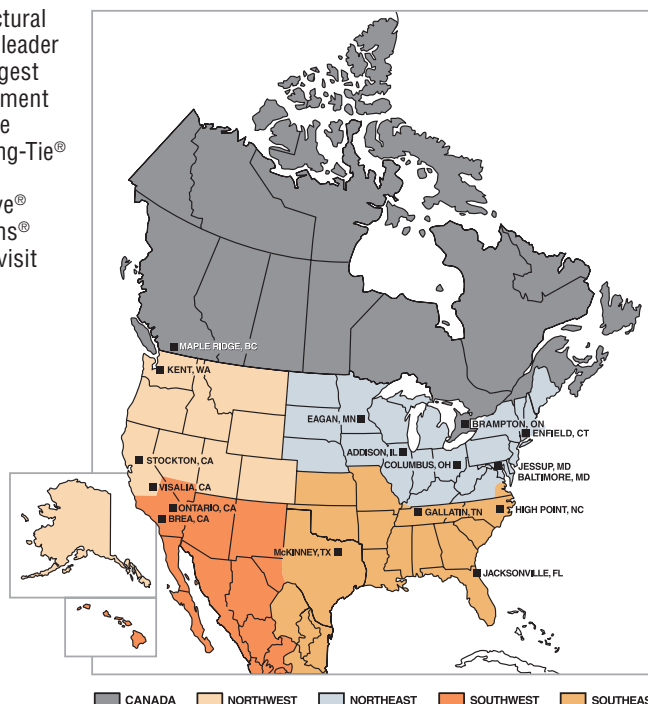 ctural
leader
gest
ment
e
ng-Tie®
ve®
ns®
visit
MAPLE RIDGE, BC
KENT, WA
EAGAN, MN
BRAMPTON, ON
ENFIELD, CT
ADDISON, IL
STOCKTON, CA
COLUMBUS, OH
JESSUP, MD
BALTIMORE, MD
VISALIA, CA
ONTARIO, CA
GALLATIN, TN
HIGH POINT, NC
BREA, CA
McKINNEY, TX
JACKSONVILLE, FL
CANADA NORTHWEST NORTHEAST SOUTHWEST SOUTHEAS